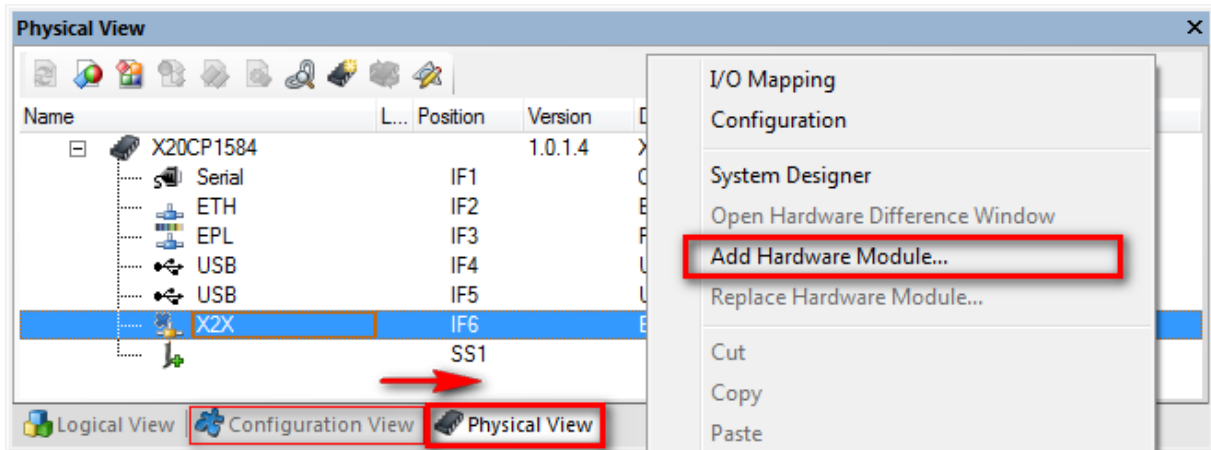 Physical View
Name L... Position Version
X20CP1584 1.0.1.4
Serial IF1
ETH IF2
EPL IF3
USB IF4
USB IF5
X2X IF6
SS1
Logical View Configuration View Physical View
I/O Mapping
Configuration
System Designer
Open Hardware Difference Window
Add Hardware Module...
Replace Hardware Module...
Cut
Copy
Paste